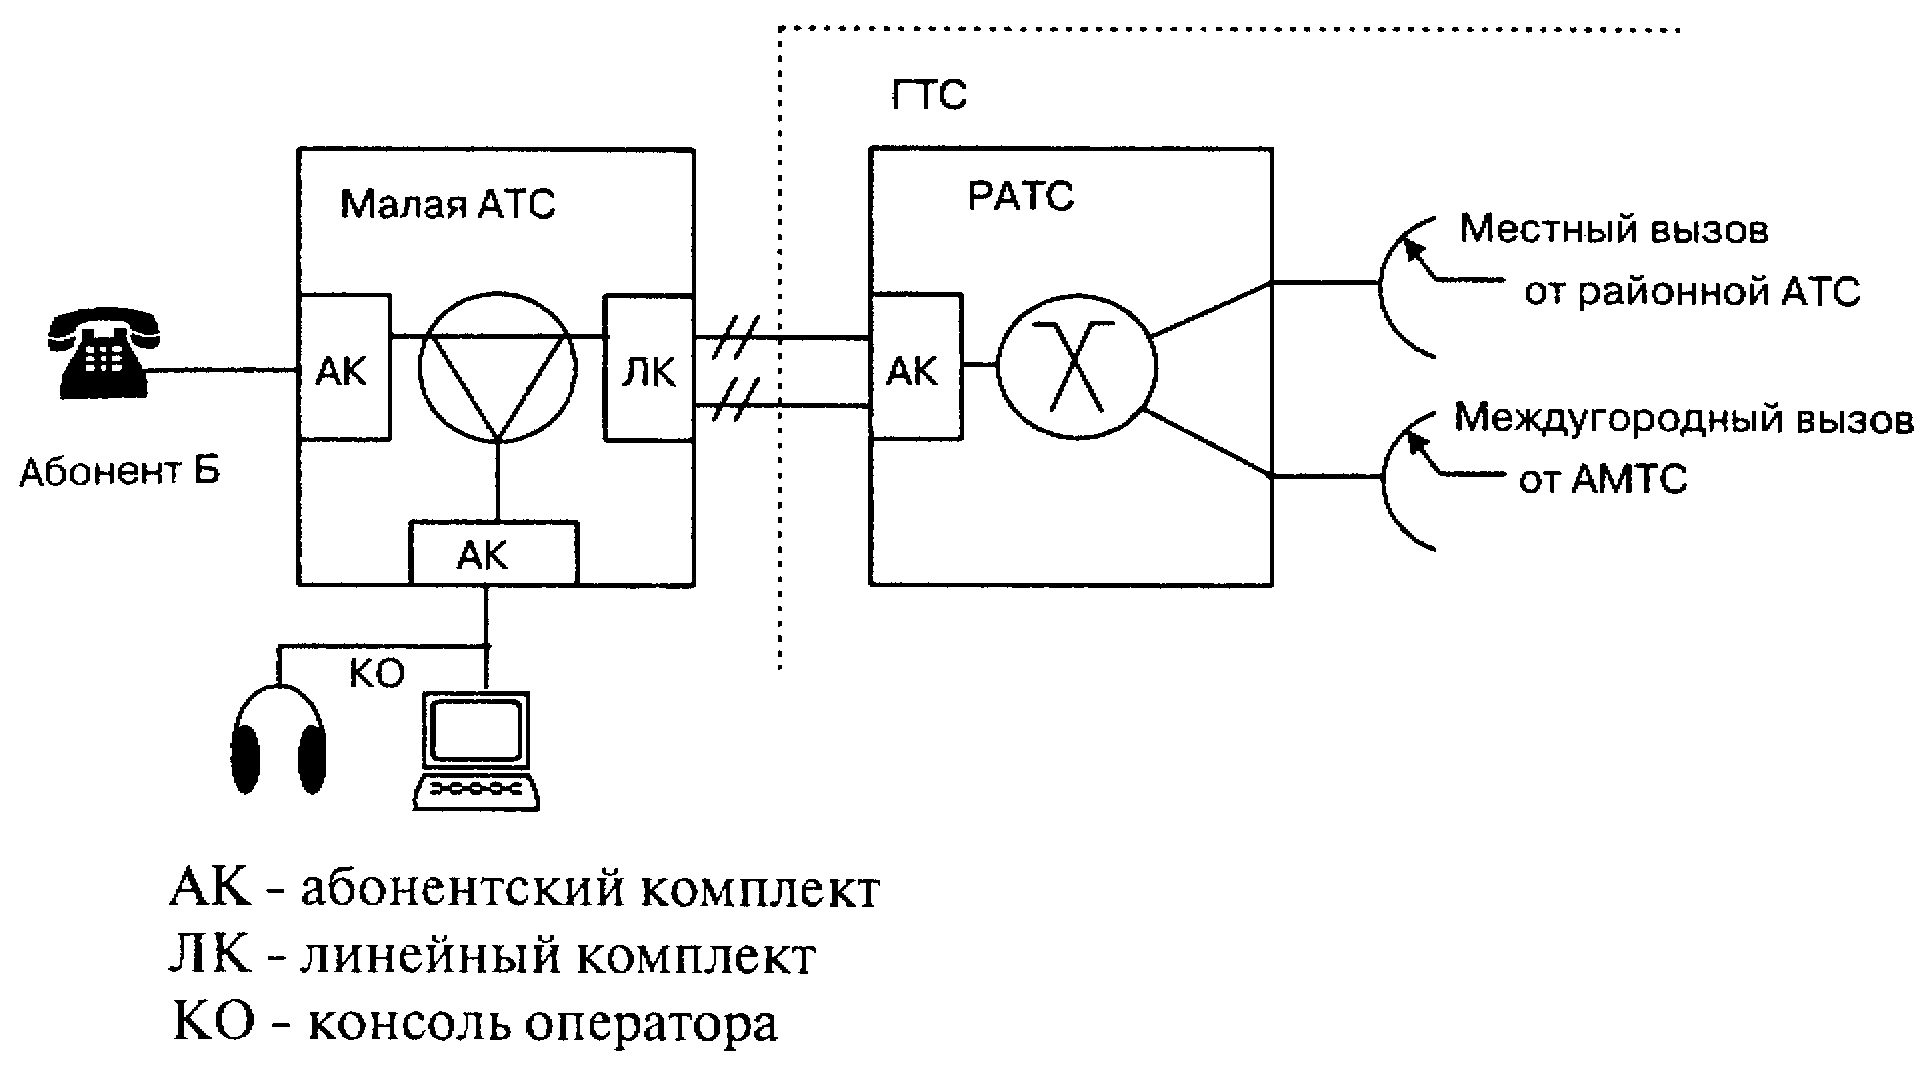 ГТС
Малая АТС
РАТС
Местный вызов
от районной АТС
АК
ЛК
АК
Междугородный вызов
от АМТС
Абонент Б
АК
КО
АК - абонентский комплект
ЛК - линейный комплект
КО - консоль оператора